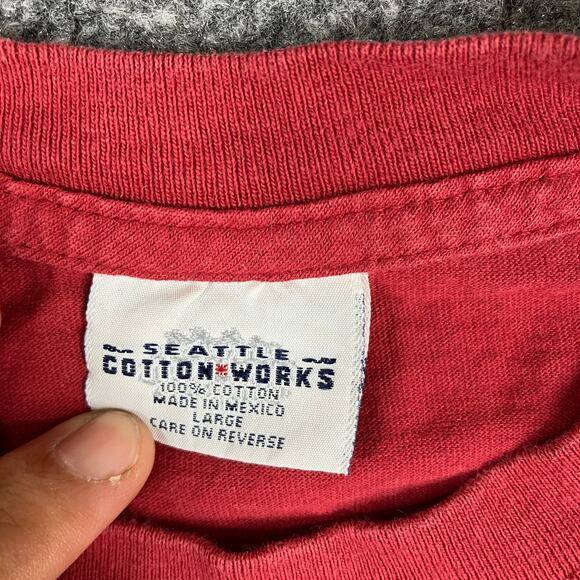 SEATTLE
COTTON*WORKS
100% COTTON
MADE IN MEXICO
LARGE
CARE ON REVERSE